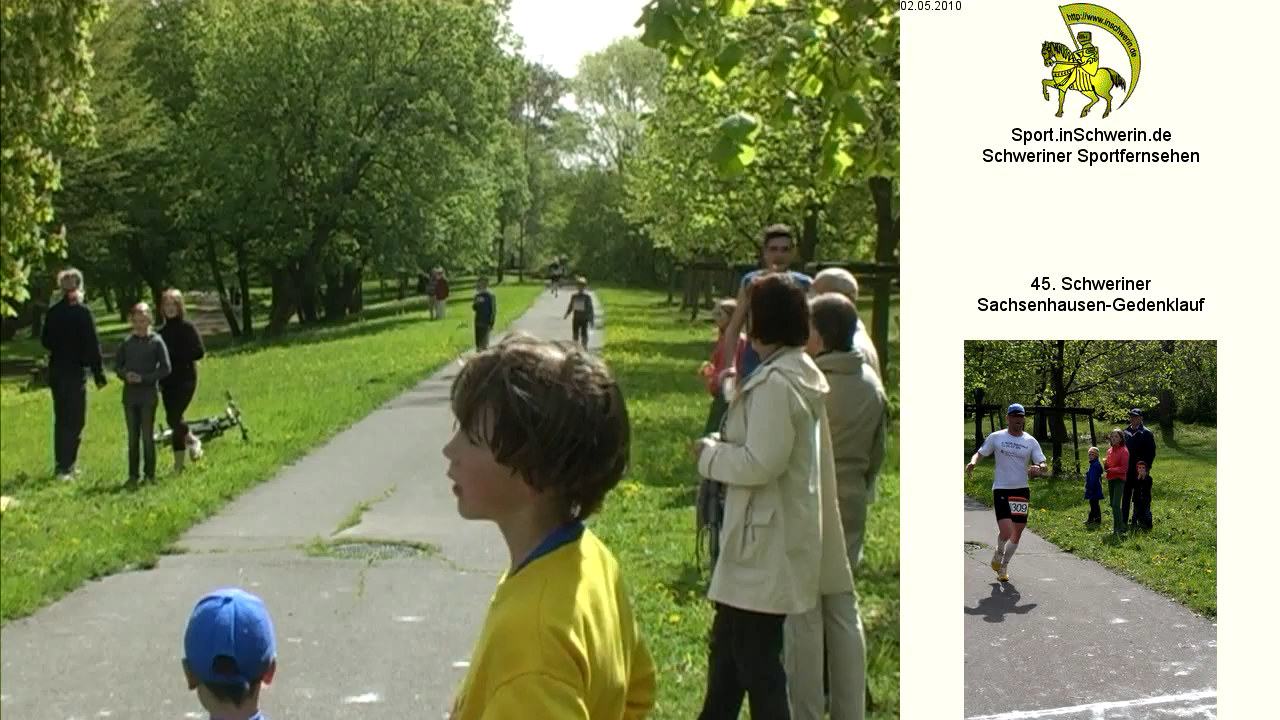 02.05.2010
http://www.inschwerin.de
Sport.inSchwerin.de
Schweriner Sportfernsehen
45. Schweriner
Sachsenhausen-Gedenklauf
309